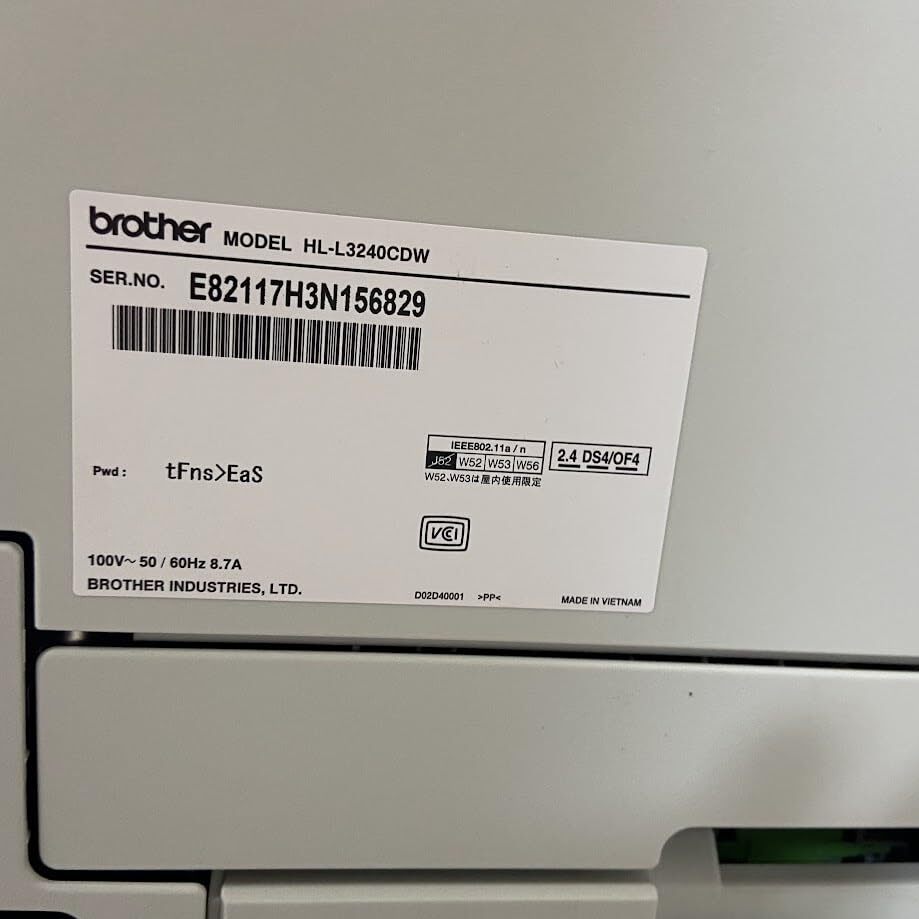 brother MODEL HL-L3240CDW
SER.NO. E82117H3N156829
IEEE802.11a / n
J52 W52 W53 W56
2.4 DS4/OF4
W52、W53は屋内使用限定
Pwd : tFns>EaS
VCI
100V~ 50 / 60Hz 8.7A
BROTHER INDUSTRIES, LTD.
D02D40001 >PP<
MADE IN VIETNAM